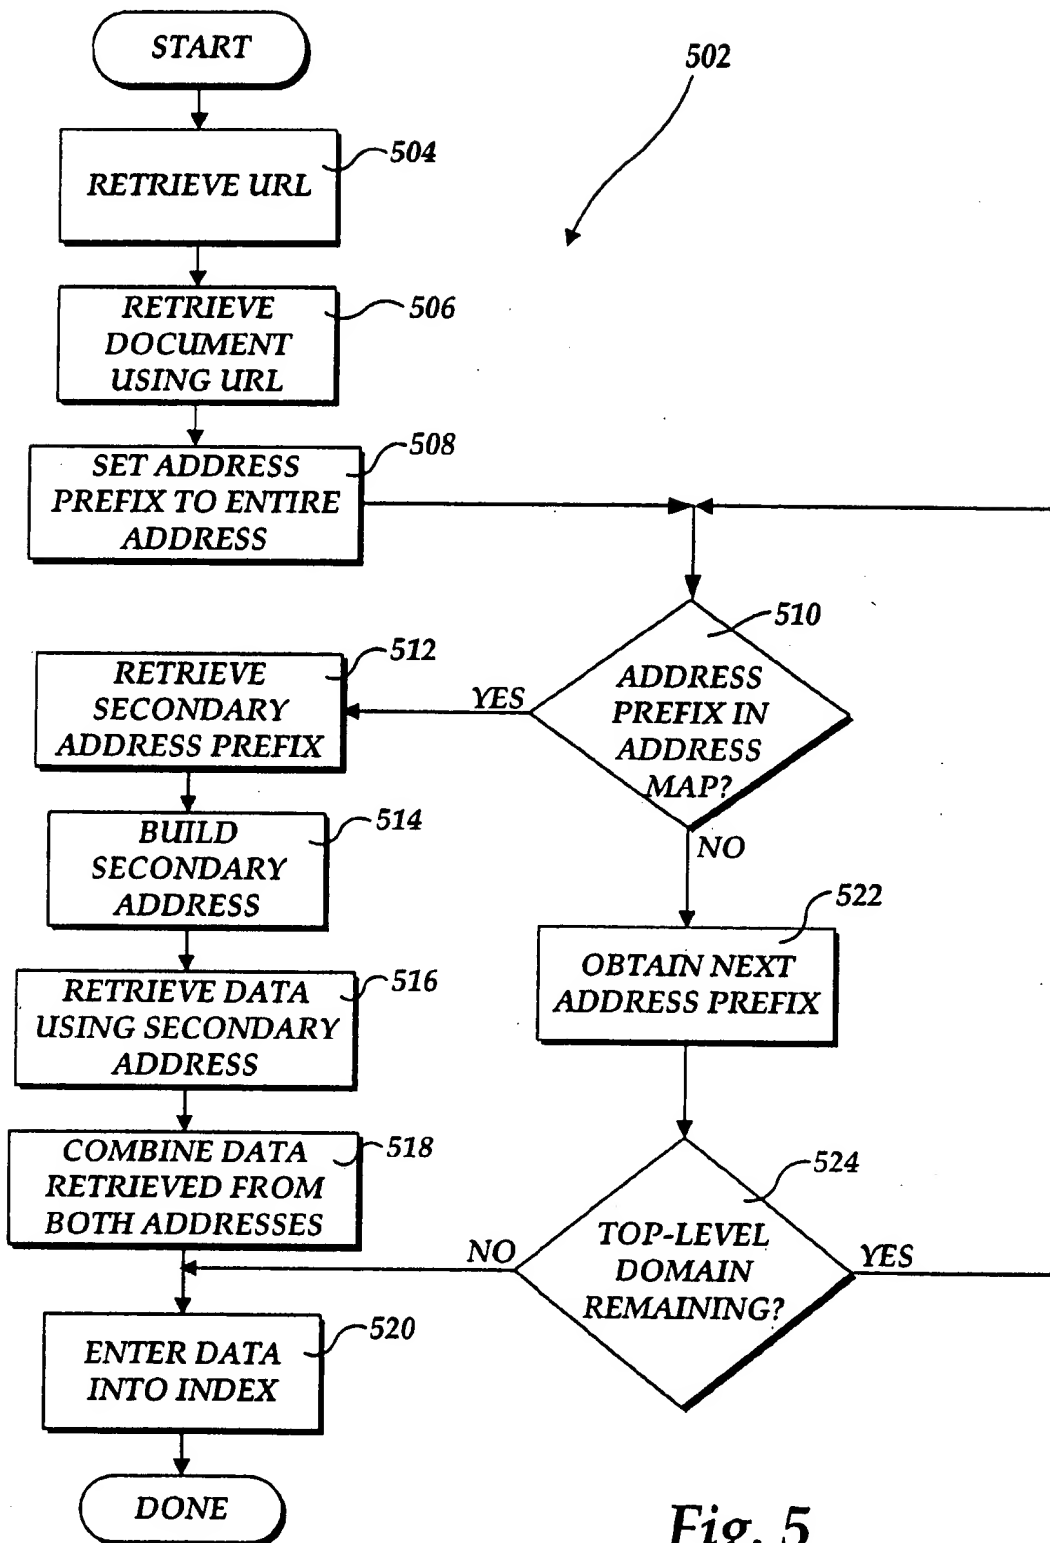 START
502
504
RETRIEVE URL
506
RETRIEVE
DOCUMENT
USING URL
508
SET ADDRESS
PREFIX TO ENTIRE
ADDRESS
510
ADDRESS
PREFIX IN
ADDRESS
MAP?
YES
NO
512
RETRIEVE
SECONDARY
ADDRESS PREFIX
514
BUILD
SECONDARY
ADDRESS
516
RETRIEVE DATA
USING SECONDARY
ADDRESS
518
COMBINE DATA
RETRIEVED FROM
BOTH ADDRESSES
522
OBTAIN NEXT
ADDRESS PREFIX
524
TOP-LEVEL
DOMAIN
REMAINING?
NO
YES
520
ENTER DATA
INTO INDEX
DONE
Fig. 5